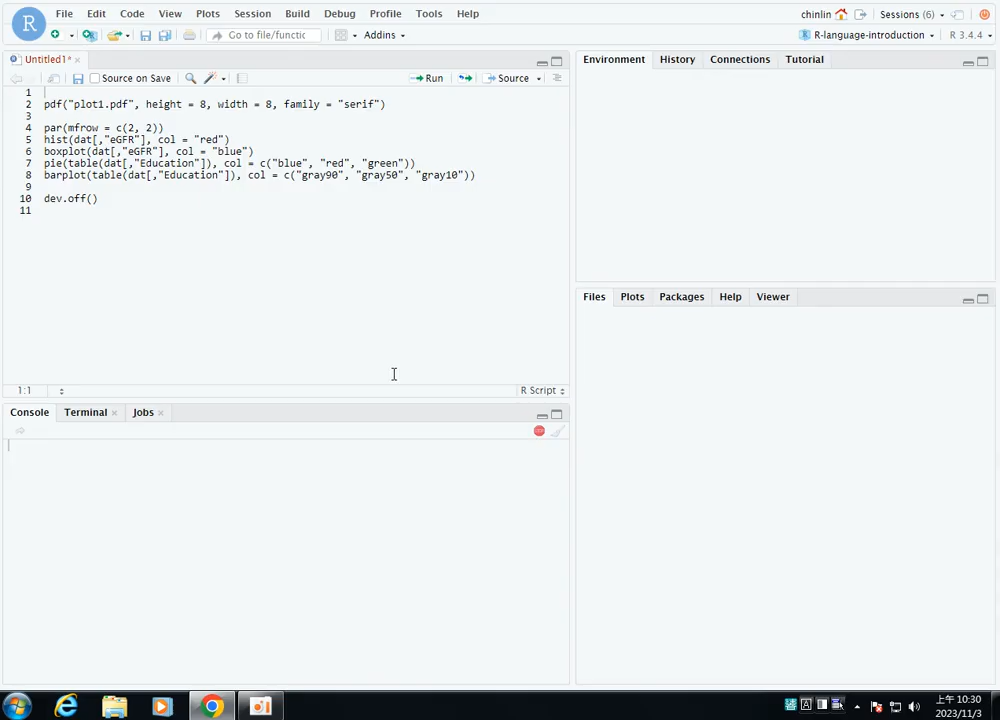 R File Edit Code View Plots Session Build Debug Profile Tools Help chinlin Sessions (6)
Go to file/functic Addins R-language-introduction R 3.4.4
Untitled1*
Source on Save Run Source
1
2 pdf("plot1.pdf", height = 8, width = 8, family = "serif")
3
4 par(mfrow = c(2, 2))
5 hist(dat[,"eGFR"], col = "red")
6 boxplot(dat[,"eGFR"], col = "blue")
7 pie(table(dat[,"Education"]), col = c("blue", "red", "green"))
8 barplot(table(dat[,"Education"]), col = c("gray90", "gray50", "gray10"))
9
10 dev.off()
11
1:1 R Script
Console Terminal Jobs
Environment History Connections Tutorial
Files Plots Packages Help Viewer
上午 10:30
2023/11/3